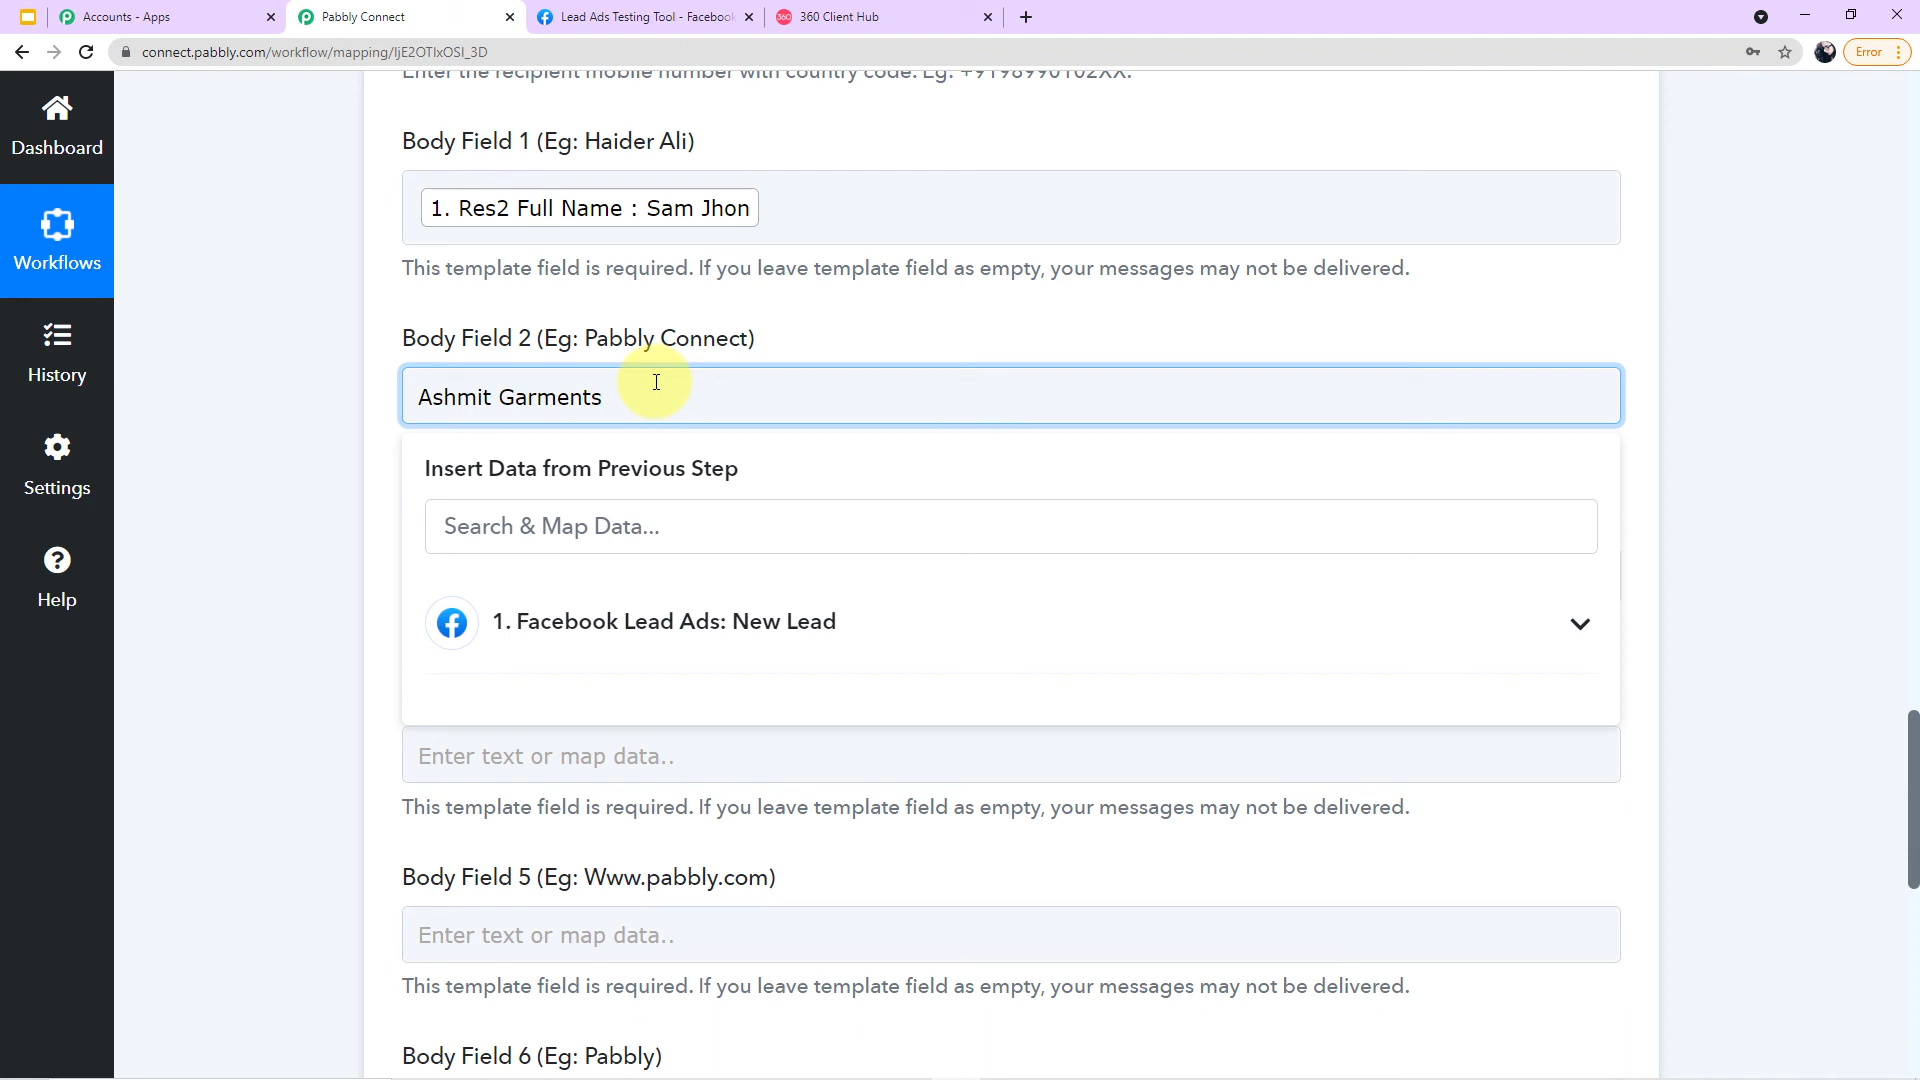 Accounts - Apps
Pabbly Connect
Lead Ads Testing Tool - Facebook
360 Client Hub
connect.pabbly.com/workflow/mapping/IjE2OTIxOSI_3D
Error
Enter the recipient mobile number with country code. Eg. +9198990102XX.
Dashboard
Workflows
History
Settings
Help
Body Field 1 (Eg: Haider Ali)
1. Res2 Full Name : Sam Jhon
This template field is required. If you leave template field as empty, your messages may not be delivered.
Body Field 2 (Eg: Pabbly Connect)
Ashmit Garments
Insert Data from Previous Step
Search & Map Data...
1. Facebook Lead Ads: New Lead
Enter text or map data..
This template field is required. If you leave template field as empty, your messages may not be delivered.
Body Field 5 (Eg: Www.pabbly.com)
Enter text or map data..
This template field is required. If you leave template field as empty, your messages may not be delivered.
Body Field 6 (Eg: Pabbly)